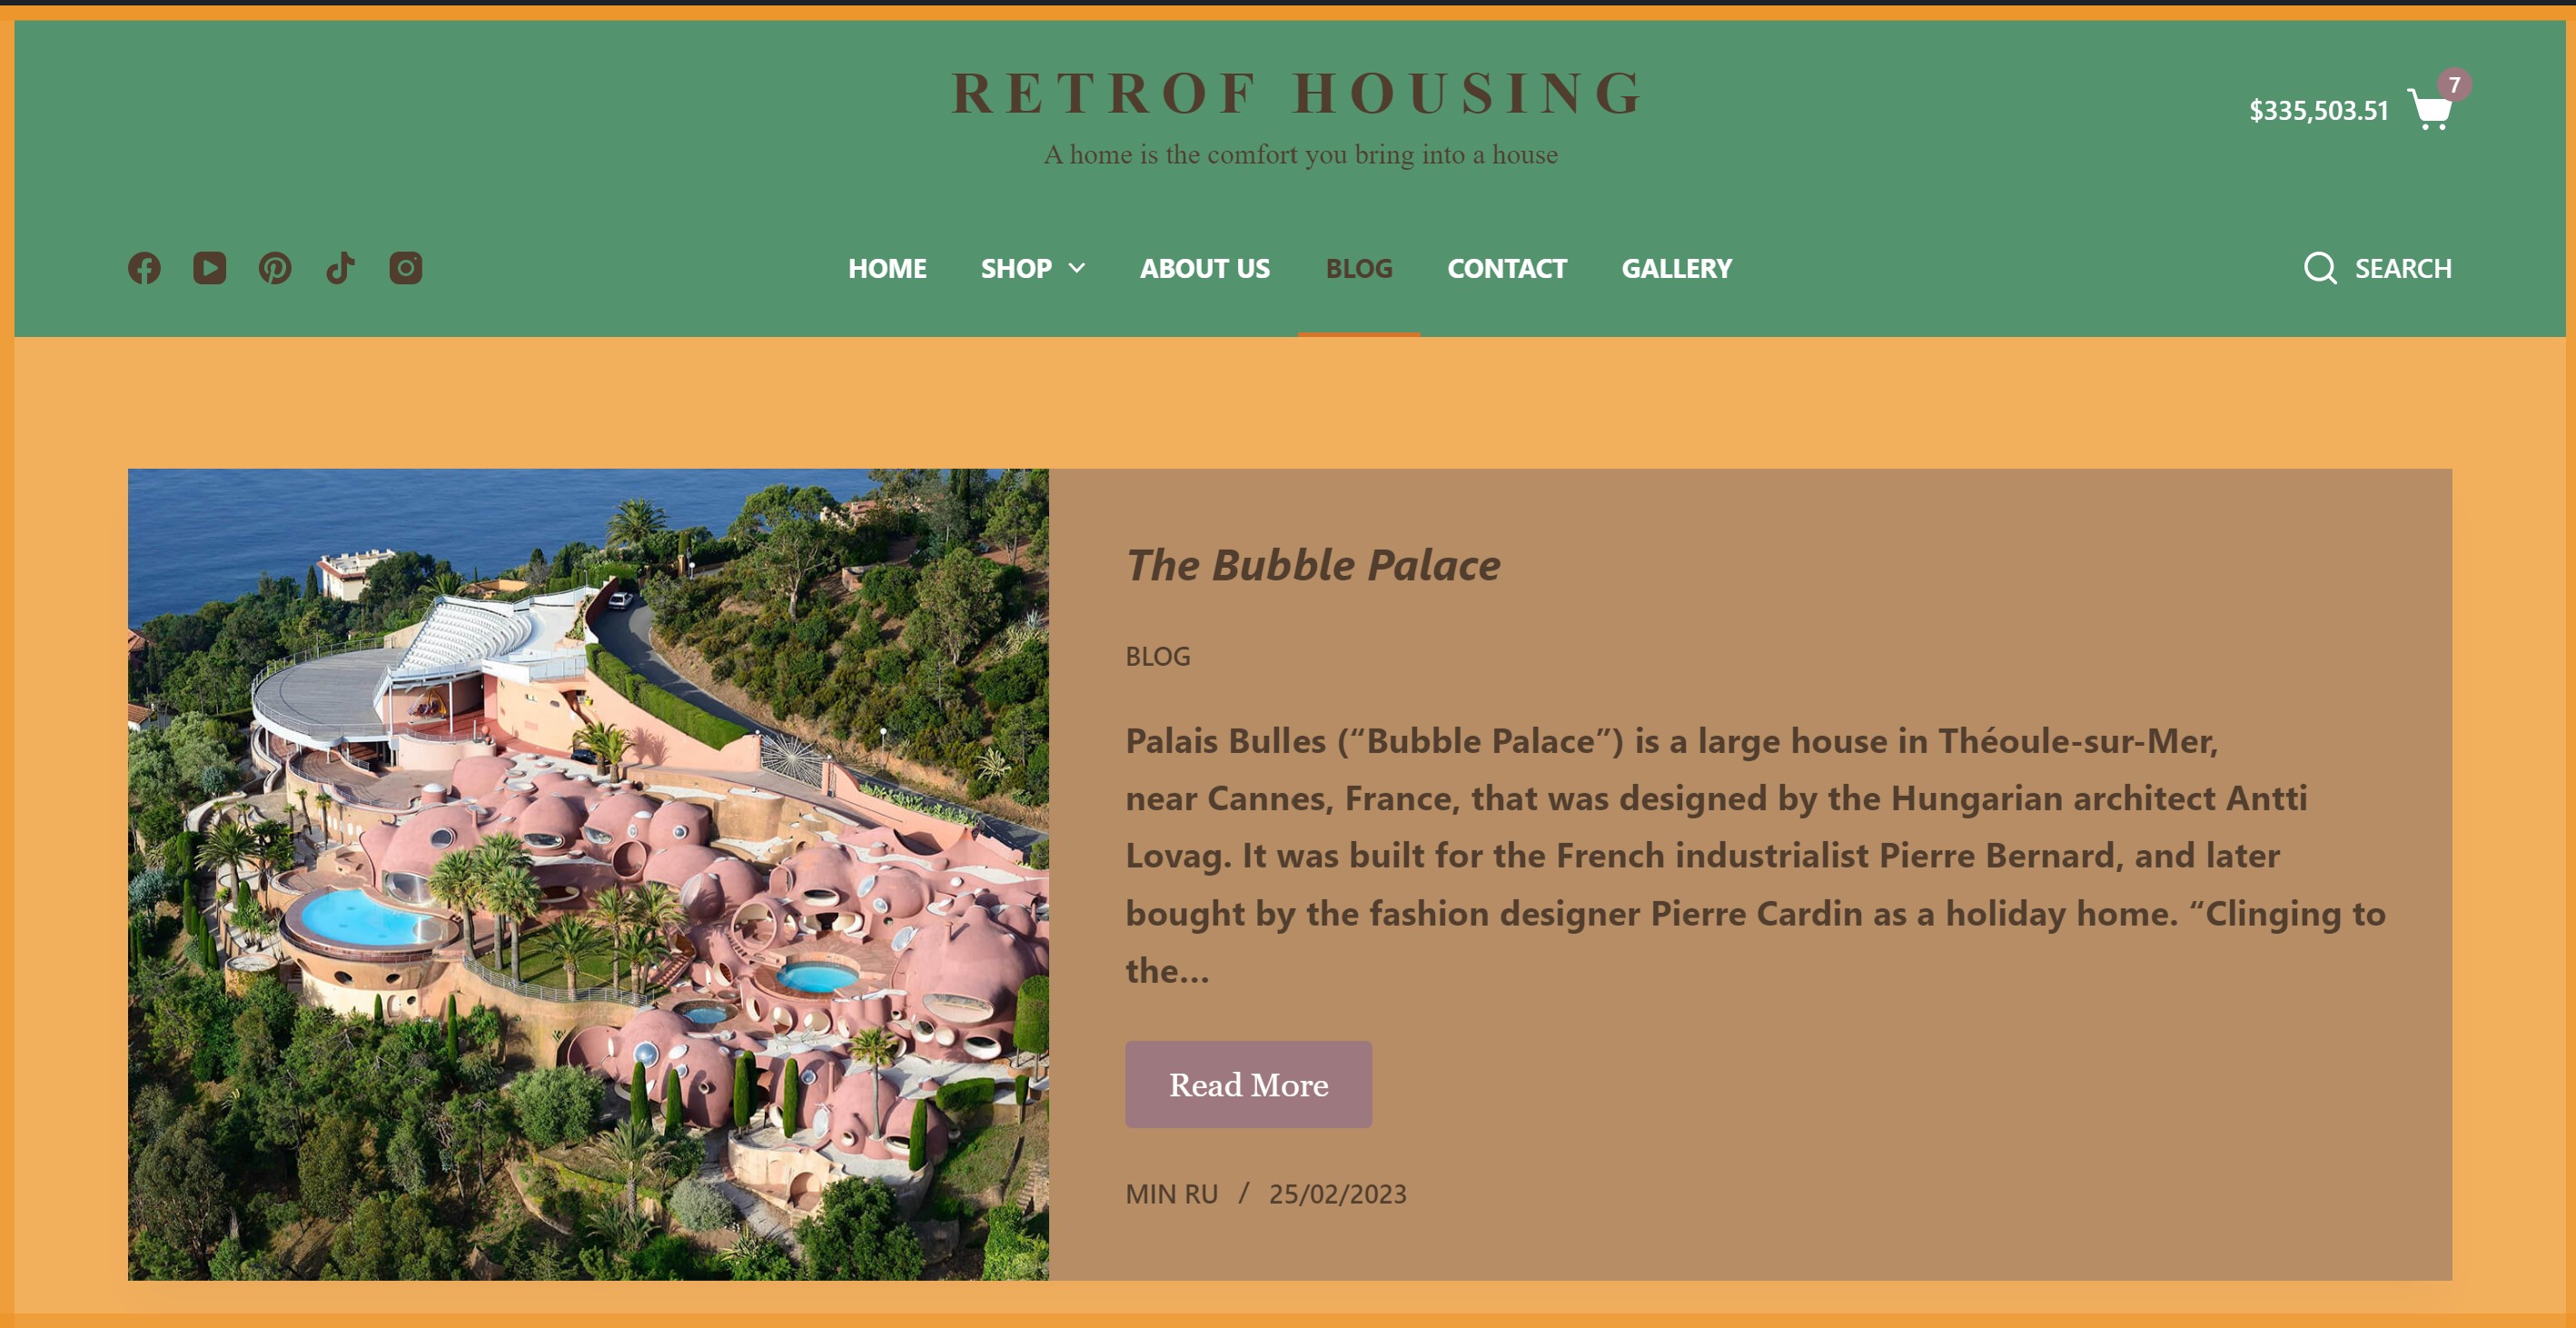 RETROF HOUSING
A home is the comfort you bring into a house
$335,503.51 7
HOME SHOP ABOUT US BLOG CONTACT GALLERY SEARCH
The Bubble Palace
BLOG
Palais Bulles (“Bubble Palace”) is a large house in Théoule-sur-Mer,
near Cannes, France, that was designed by the Hungarian architect Antti
Lovag. It was built for the French industrialist Pierre Bernard, and later
bought by the fashion designer Pierre Cardin as a holiday home. “Clinging to
the…
Read More
MIN RU / 25/02/2023